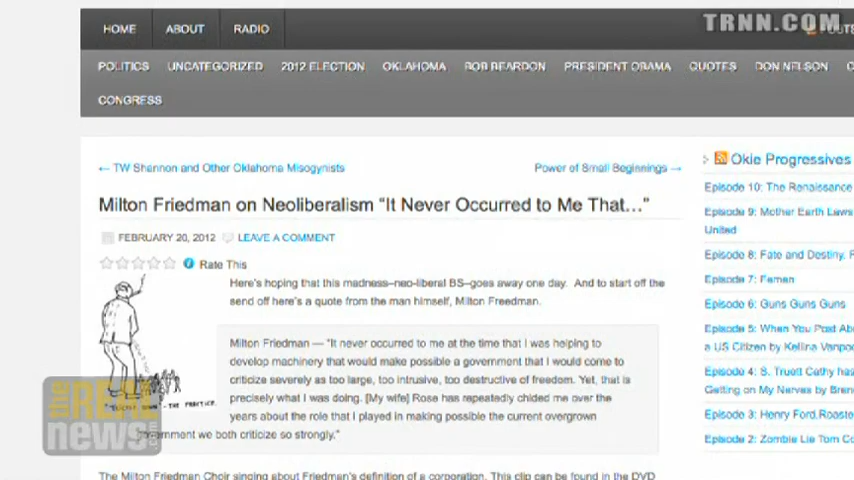 TRNN.COM
HOME ABOUT RADIO
POLITICS UNCATEGORIZED 2012 ELECTION OKLAHOMA BOB REARDON PRESIDENT OBAMA QUOTES DON NELSON
CONGRESS
← TW Shannon and Other Oklahoma Misogynists
Power of Small Beginnings →
Milton Friedman on Neoliberalism “It Never Occurred to Me That…”
FEBRUARY 20, 2012 LEAVE A COMMENT
Rate This
Here's hoping that this madness–neo-liberal BS–goes away one day. And to start off the
send off here's a quote from the man himself, Milton Freedman.
Milton Friedman — “It never occurred to me at the time that I was helping to
develop machinery that would make possible a government that I would come to
criticize severely as too large, too intrusive, too destructive of freedom. Yet, that is
precisely what I was doing. [My wife] Rose has repeatedly chided me over the
years about the role that I played in making possible the current overgrown
government we both criticize so strongly.”
The Milton Friedman Choir singing about Friedman's definition of a corporation. This clip can be found in the DVD
Okie Progressives
Episode 10: The Renaissance
Episode 9: Mother Earth Laws
United
Episode 8: Fate and Destiny, F
Episode 7: Feman
Episode 6: Guns Guns Guns
Episode 5: When You Post Abo
a US Citizen by Kellina Vanpoo
Episode 4: S. Truett Cathy has
Getting on My Nerves by Bren
Episode 3: Henry Ford,Roaste
Episode 2: Zombie Lie Tom Co
the REAL
news.com